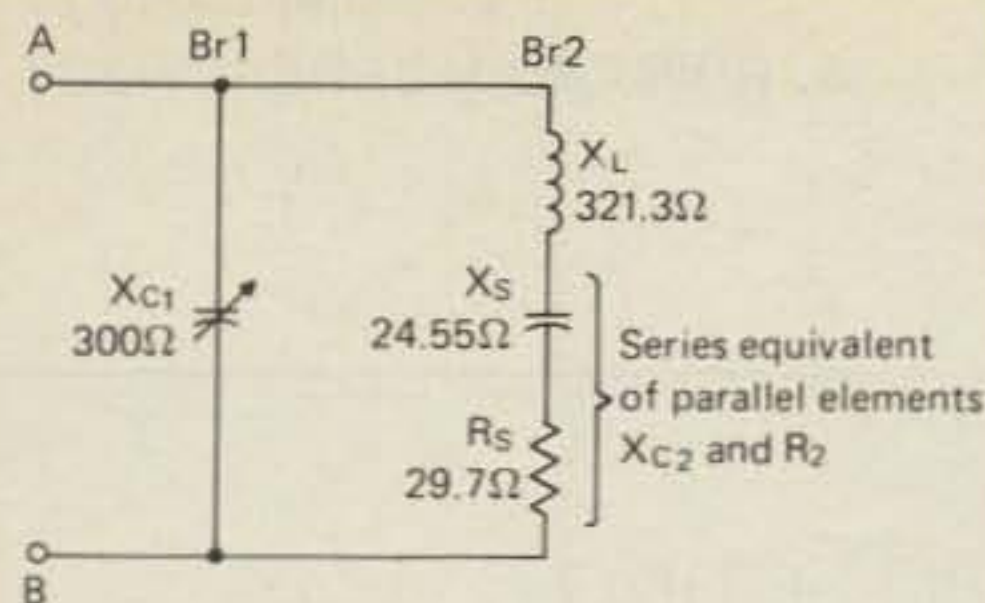 A
Br1
Br2
XL
321.3Ω
XC1
300Ω
XS
24.55Ω
Series equivalent
of parallel elements
XC2 and R2
RS
29.7Ω
B